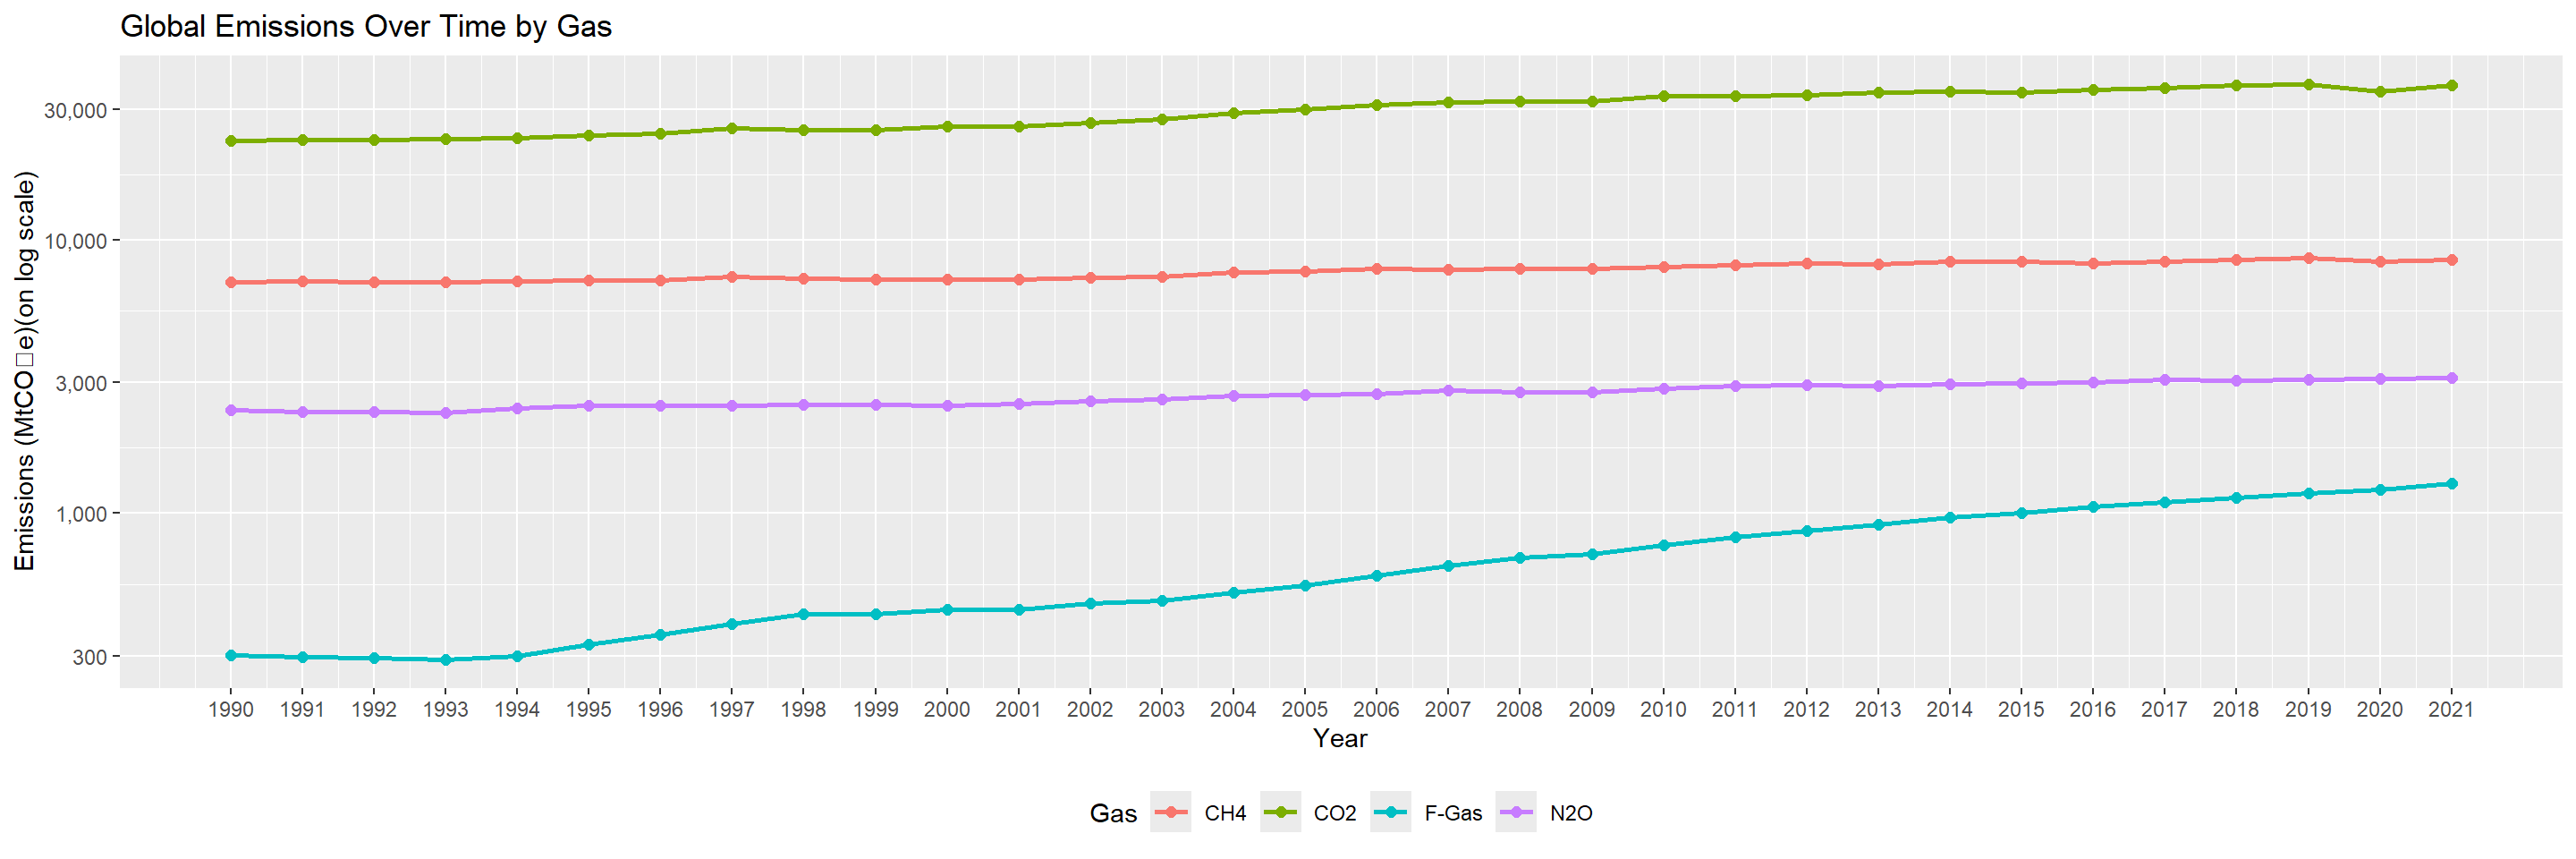 Global Emissions Over Time by Gas
Emissions (MtCO□e)(on log scale)
30,000
10,000
3,000
1,000
300
1990 1991 1992 1993 1994 1995 1996 1997 1998 1999 2000 2001 2002 2003 2004 2005 2006 2007 2008 2009 2010 2011 2012 2013 2014 2015 2016 2017 2018 2019 2020 2021
Year
Gas CH4 CO2 F-Gas N2O